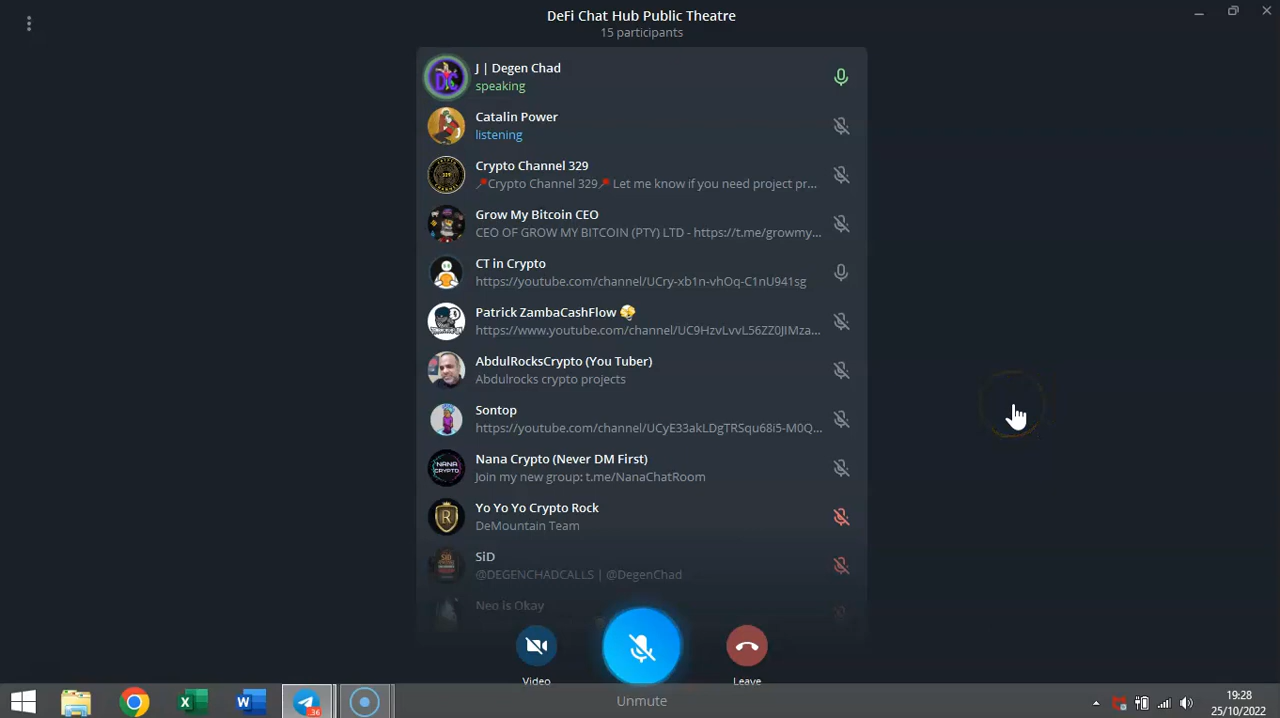 DeFi Chat Hub Public Theatre
15 participants
J | Degen Chad
speaking
Catalin Power
listening
Crypto Channel 329
📍Crypto Channel 329📍 Let me know if you need project pr...
Grow My Bitcoin CEO
CEO OF GROW MY BITCOIN (PTY) LTD - https://t.me/growmy...
CT in Crypto
https://youtube.com/channel/UCry-xb1n-vhOq-C1nU941sg
Patrick ZambaCashFlow
https://www.youtube.com/channel/UC9HzvLvvL56ZZ0JIMza...
AbdulRocksCrypto (You Tuber)
Abdulrocks crypto projects
Sontop
https://youtube.com/channel/UCyE33akLDgTRSqu68i5-M0Q...
NANA CRYPTO
Nana Crypto (Never DM First)
Join my new group: t.me/NanaChatRoom
R
Yo Yo Yo Crypto Rock
DeMountain Team
SiD
@DEGENCHADCALLS | @DegenChad
Neo is Okay
Video
Leave
Unmute
36
19:28
25/10/2022